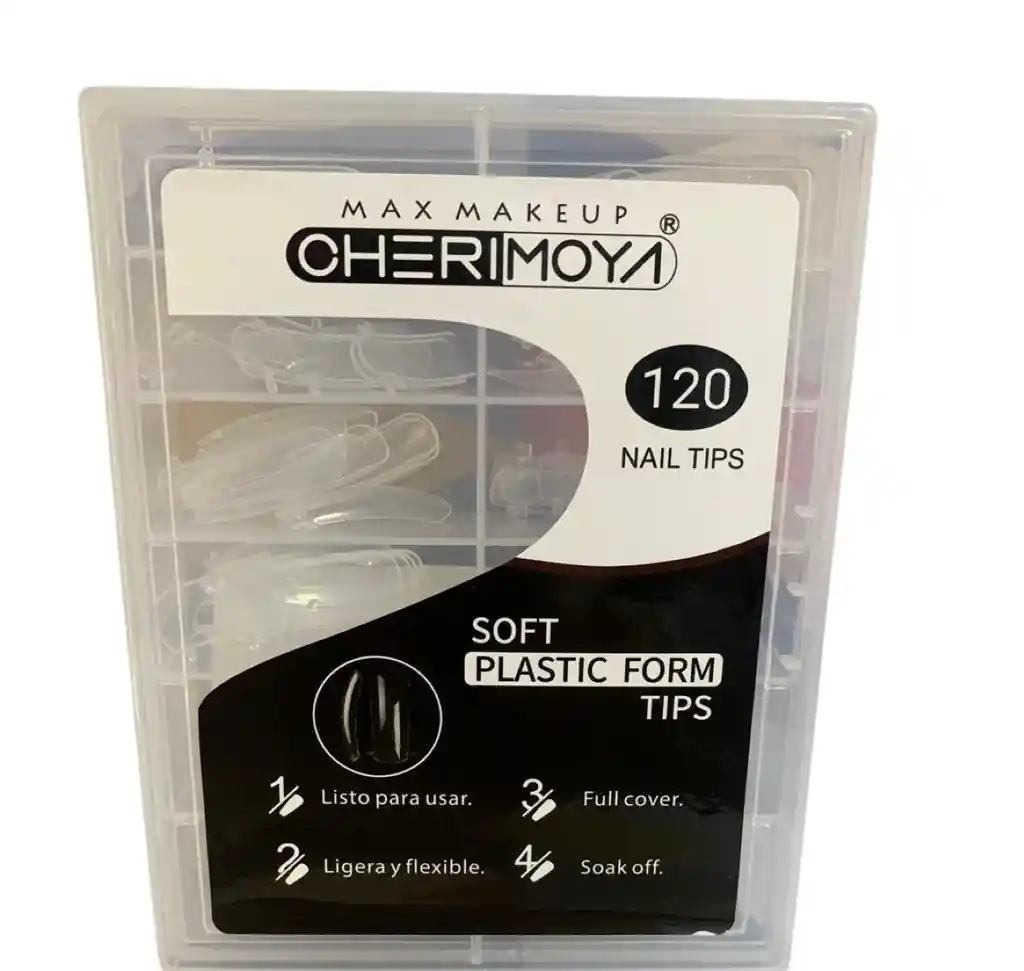 MAX MAKEUP
CHERIMOYA®
120
NAIL TIPS
SOFT
PLASTIC FORM
TIPS
1 Listo para usar.
3 Full cover.
2 Ligera y flexible.
4 Soak off.